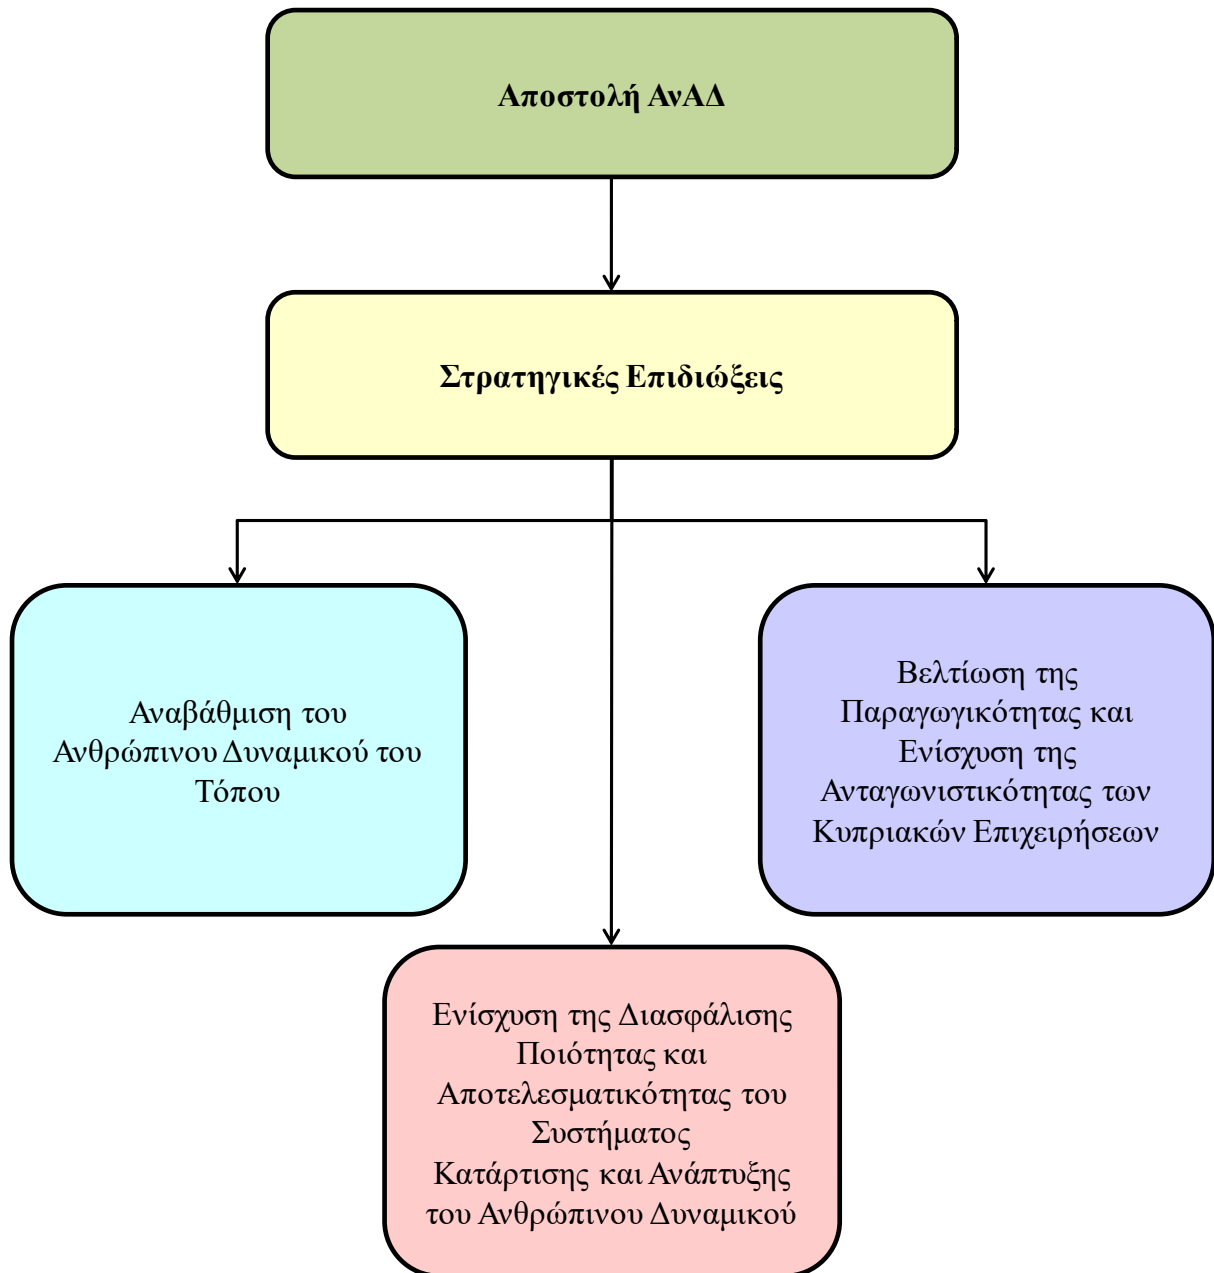 Αποστολή ΑνΑΔ
Στρατηγικές Επιδιώξεις
Αναβάθμιση του
Ανθρώπινου Δυναμικού του
Τόπου
Βελτίωση της
Παραγωγικότητας και
Ενίσχυση της
Ανταγωνιστικότητας των
Κυπριακών Επιχειρήσεων
Ενίσχυση της Διασφάλισης
Ποιότητας και
Αποτελεσματικότητας του
Συστήματος
Κατάρτισης και Ανάπτυξης
του Ανθρώπινου Δυναμικού